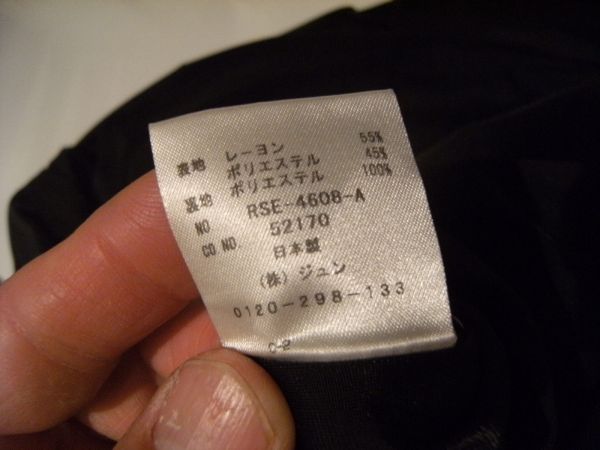 表地 レーヨン 55%
ポリエステル 45%
裏地 ポリエステル 100%
NO RSE-4608-A
CD NO. 52170
日本製
(株)ジュン
0120-298-133